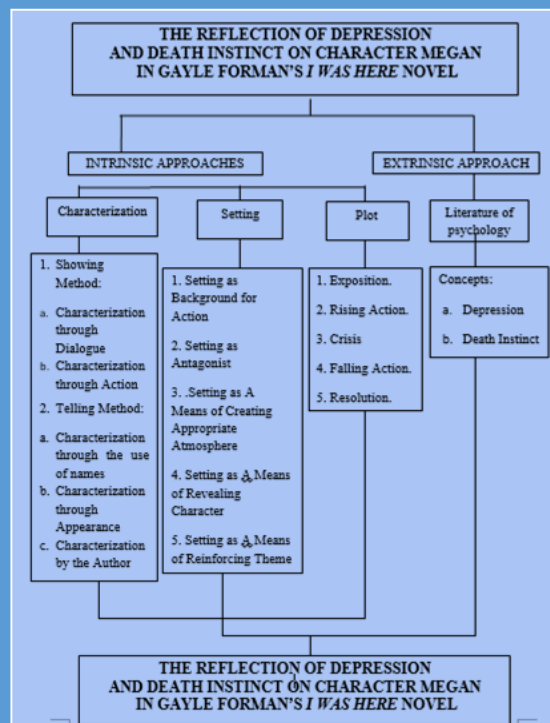 THE REFLECTION OF DEPRESSION
AND DEATH INSTINCT ON CHARACTER MEGAN
IN GAYLE FORMAN'S I WAS HERE NOVEL
INTRINSIC APPROACHES
EXTRINSIC APPROACH
Characterization
Setting
Plot
Literature of
psychology
1. Showing
Method:
a. Characterization
through
Dialogue
b. Characterization
through Action
2. Telling Method:
a. Characterization
through the use
of names
b. Characterization
through
Appearance
c. Characterization
by the Author
1. Setting as
Background for
Action
2. Setting as
Antagonist
3. .Setting as A
Means of Creating
Appropriate
Atmosphere
4. Setting as A Means
of Revealing
Character
5. Setting as A Means
of Reinforcing Theme
1. Exposition.
2. Rising Action.
3. Crisis
4. Falling Action.
5. Resolution.
Concepts:
a. Depression
b. Death Instinct
THE REFLECTION OF DEPRESSION
AND DEATH INSTINCT ON CHARACTER MEGAN
IN GAYLE FORMAN'S I WAS HERE NOVEL